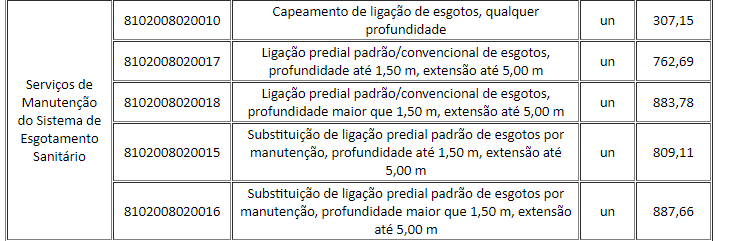 Serviços de
Manutenção
do Sistema de
Esgotamento
Sanitário
8102008020010
Capeamento de ligação de esgotos, qualquer
profundidade
un
307,15
8102008020017
Ligação predial padrão/convencional de esgotos,
profundidade até 1,50 m, extensão até 5,00 m
un
762,69
8102008020018
Ligação predial padrão/convencional de esgotos,
profundidade maior que 1,50 m, extensão até 5,00 m
un
883,78
8102008020015
Substituição de ligação predial padrão de esgotos por
manutenção, profundidade até 1,50 m, extensão até
5,00 m
un
809,11
8102008020016
Substituição de ligação predial padrão de esgotos por
manutenção, profundidade maior que 1,50 m, extensão
até 5,00 m
un
887,66